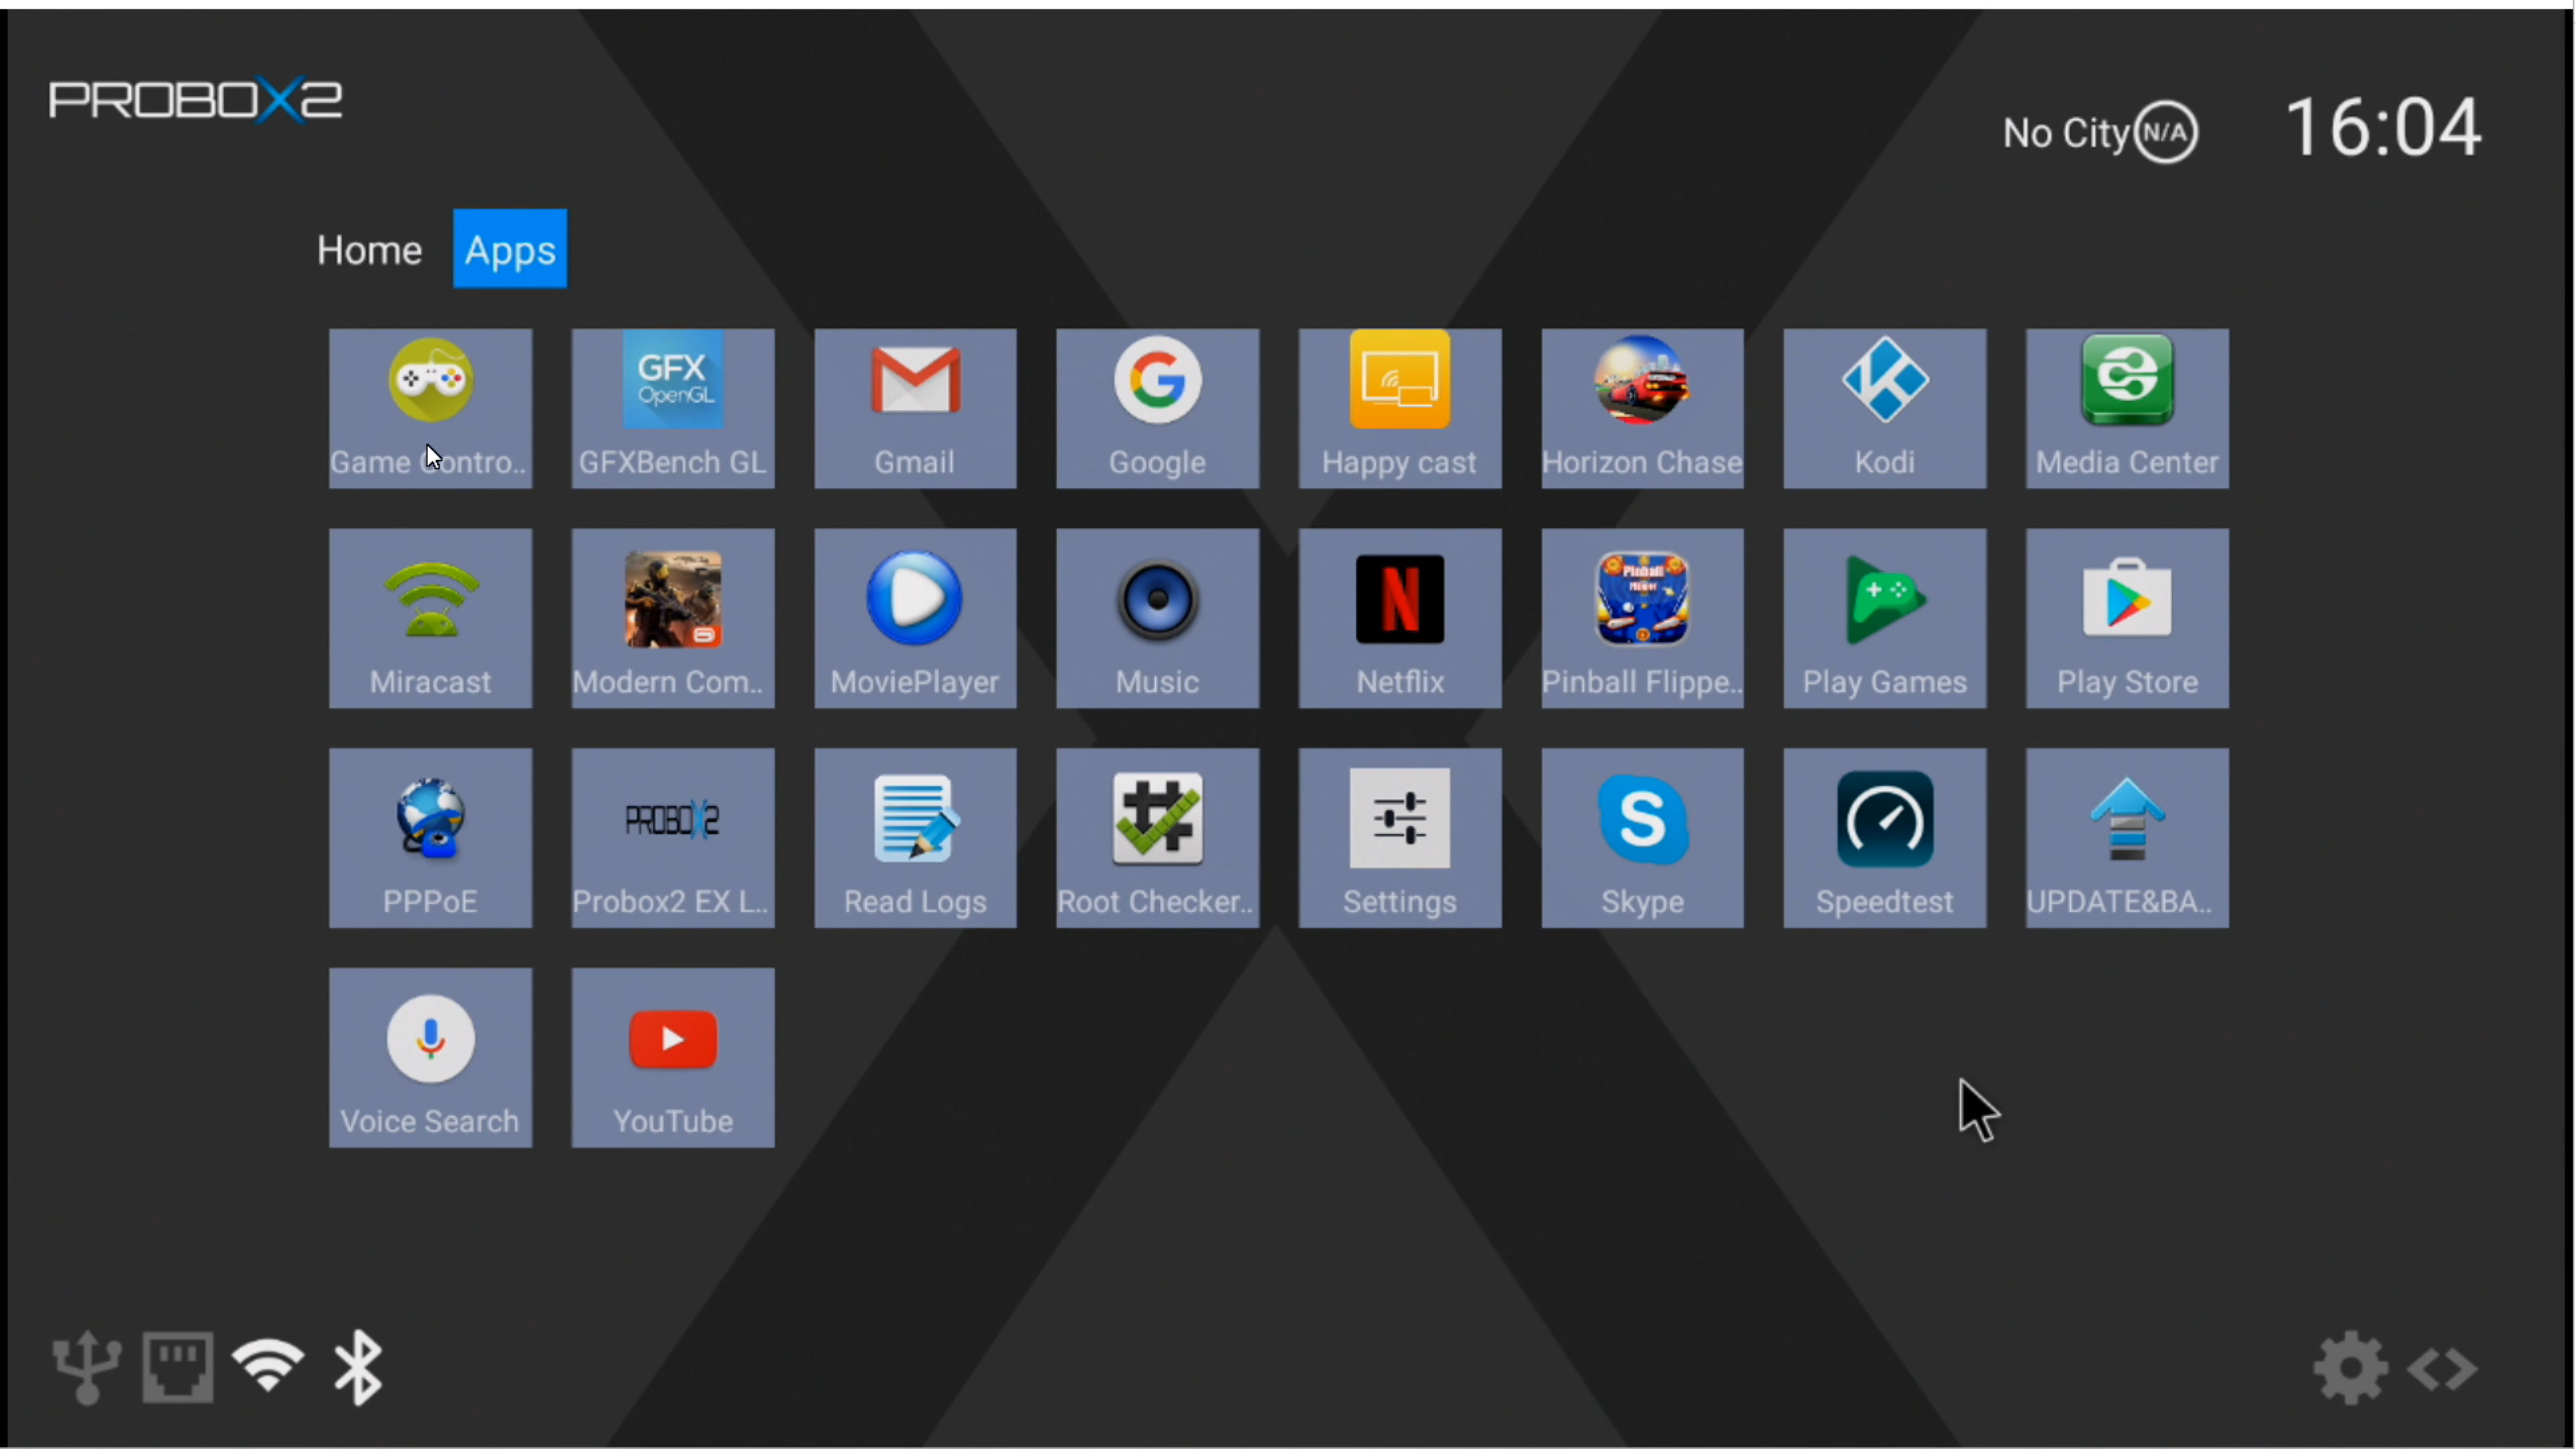 PROBOX2
No City N/A 16:04
Home Apps
GFX
OpenGL
Game Contro.. GFXBench GL Gmail Google Happy cast Horizon Chase Kodi Media Center
Pinball
Miracast Modern Com.. MoviePlayer Music Netflix Pinball Flippe.. Play Games Play Store
PROBOX2
PPPoE Probox2 EX L.. Read Logs Root Checker.. Settings Skype Speedtest UPDATE&BA..
Voice Search YouTube